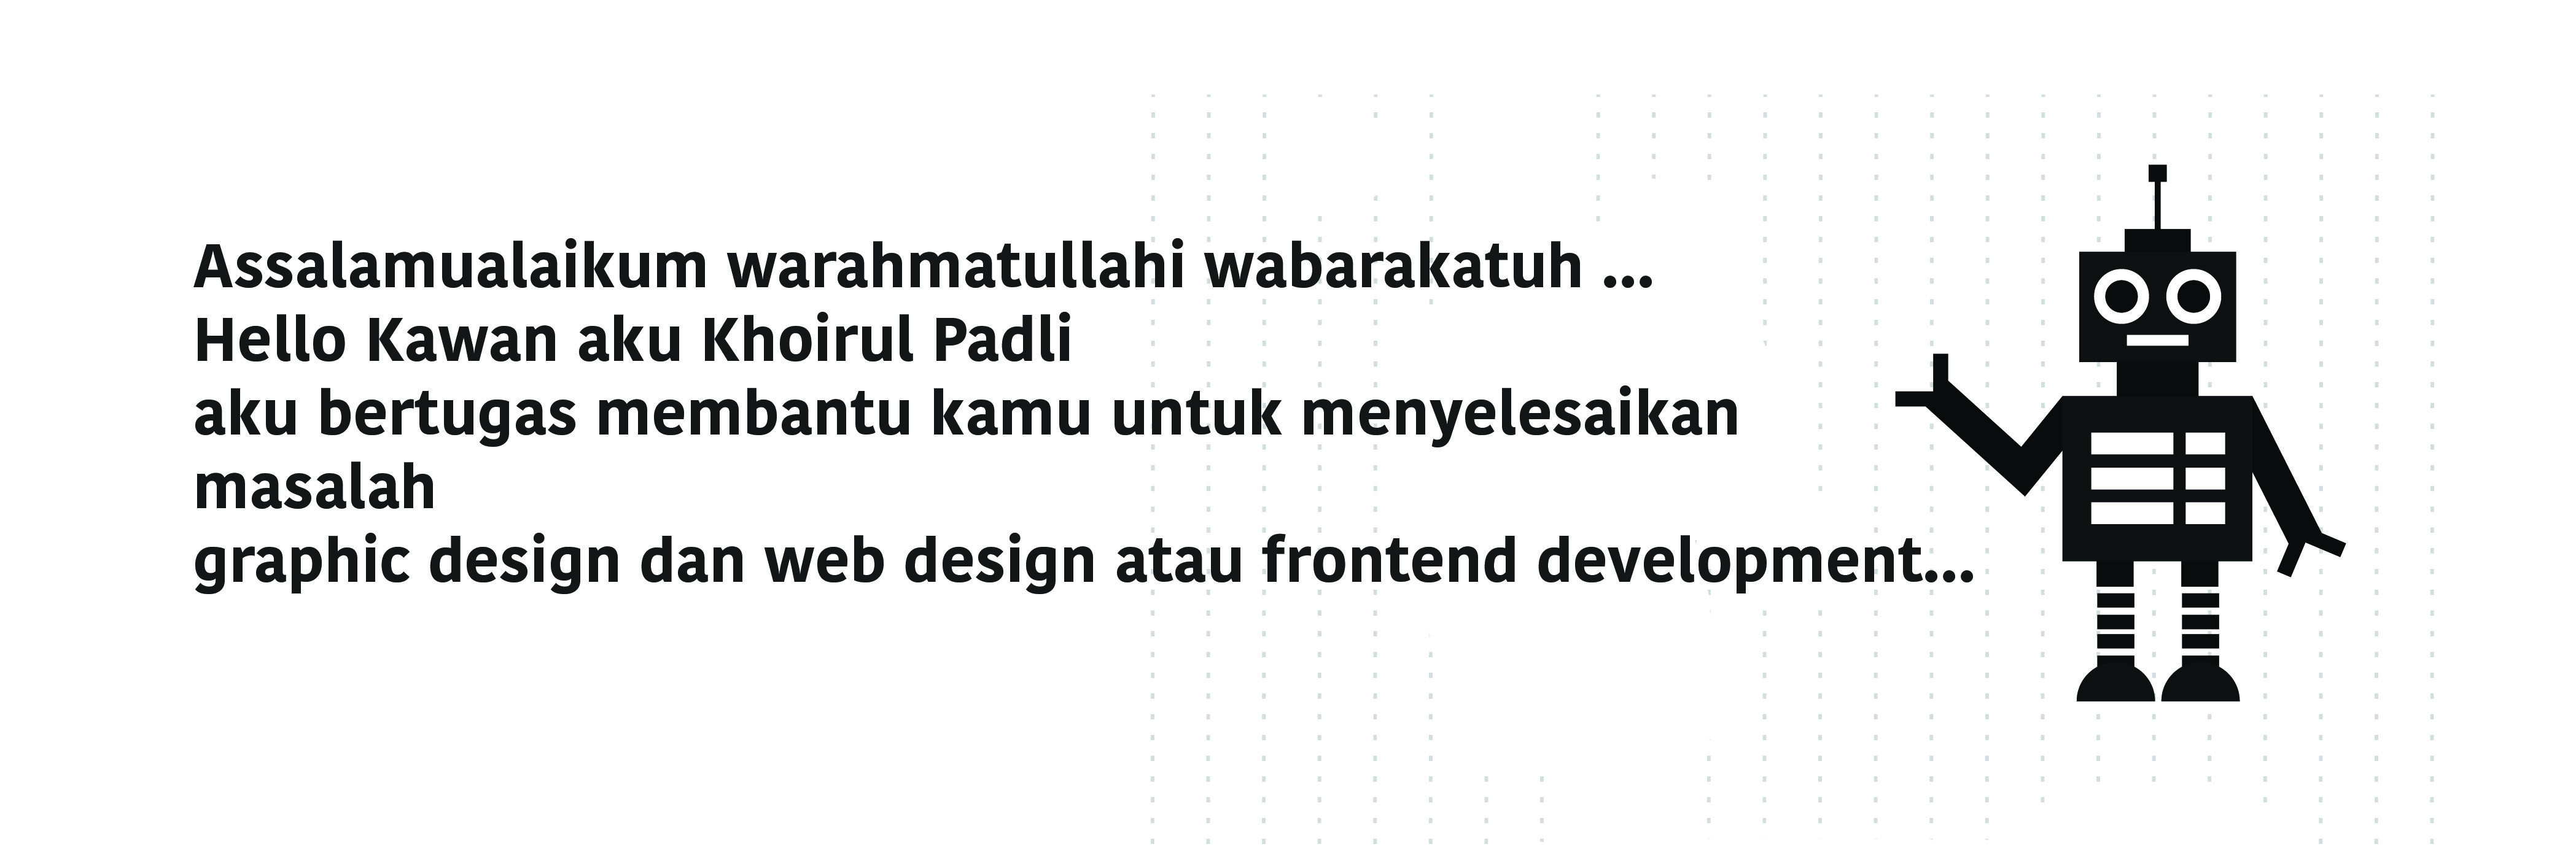 Assalamualaikum warahmatullahi wabarakatuh ...
Hello Kawan aku Khoirul Padli
aku bertugas membantu kamu untuk menyelesaikan
masalah
graphic design dan web design atau frontend development...